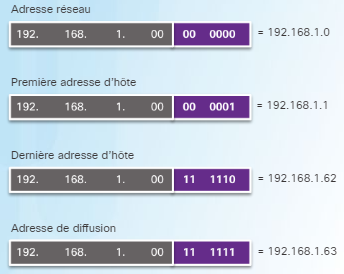 Adresse réseau
192. 168. 1. 00 00 0000 = 192.168.1.0
Première adresse d'hôte
192. 168. 1. 00 00 0001 = 192.168.1.1
Dernière adresse d'hôte
192. 168. 1. 00 11 1110 = 192.168.1.62
Adresse de diffusion
192. 168. 1. 00 11 1111 = 192.168.1.63